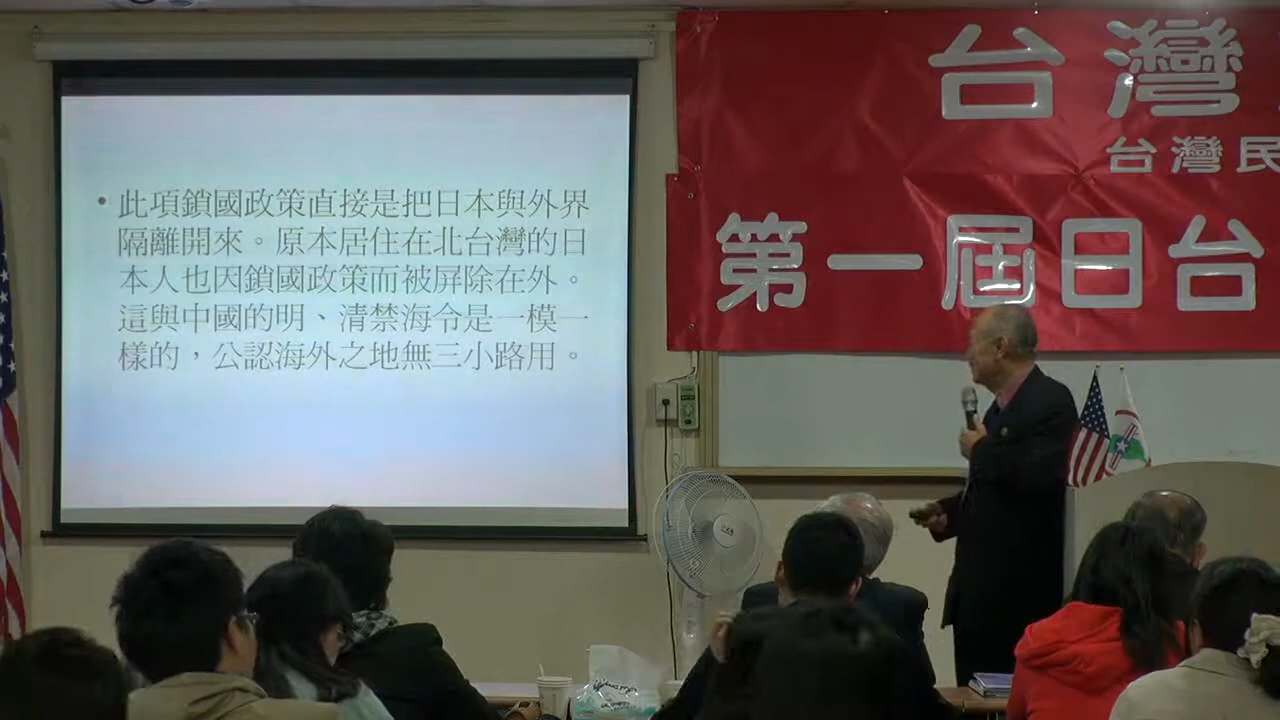 • 此項鎖國政策直接是把日本與外界
隔離開來。原本居住在北台灣的日
本人也因鎖國政策而被屏除在外。
這與中國的明、清禁海令是一模一
樣的，公認海外之地無三小路用。
台灣
台灣民
第一屆日台